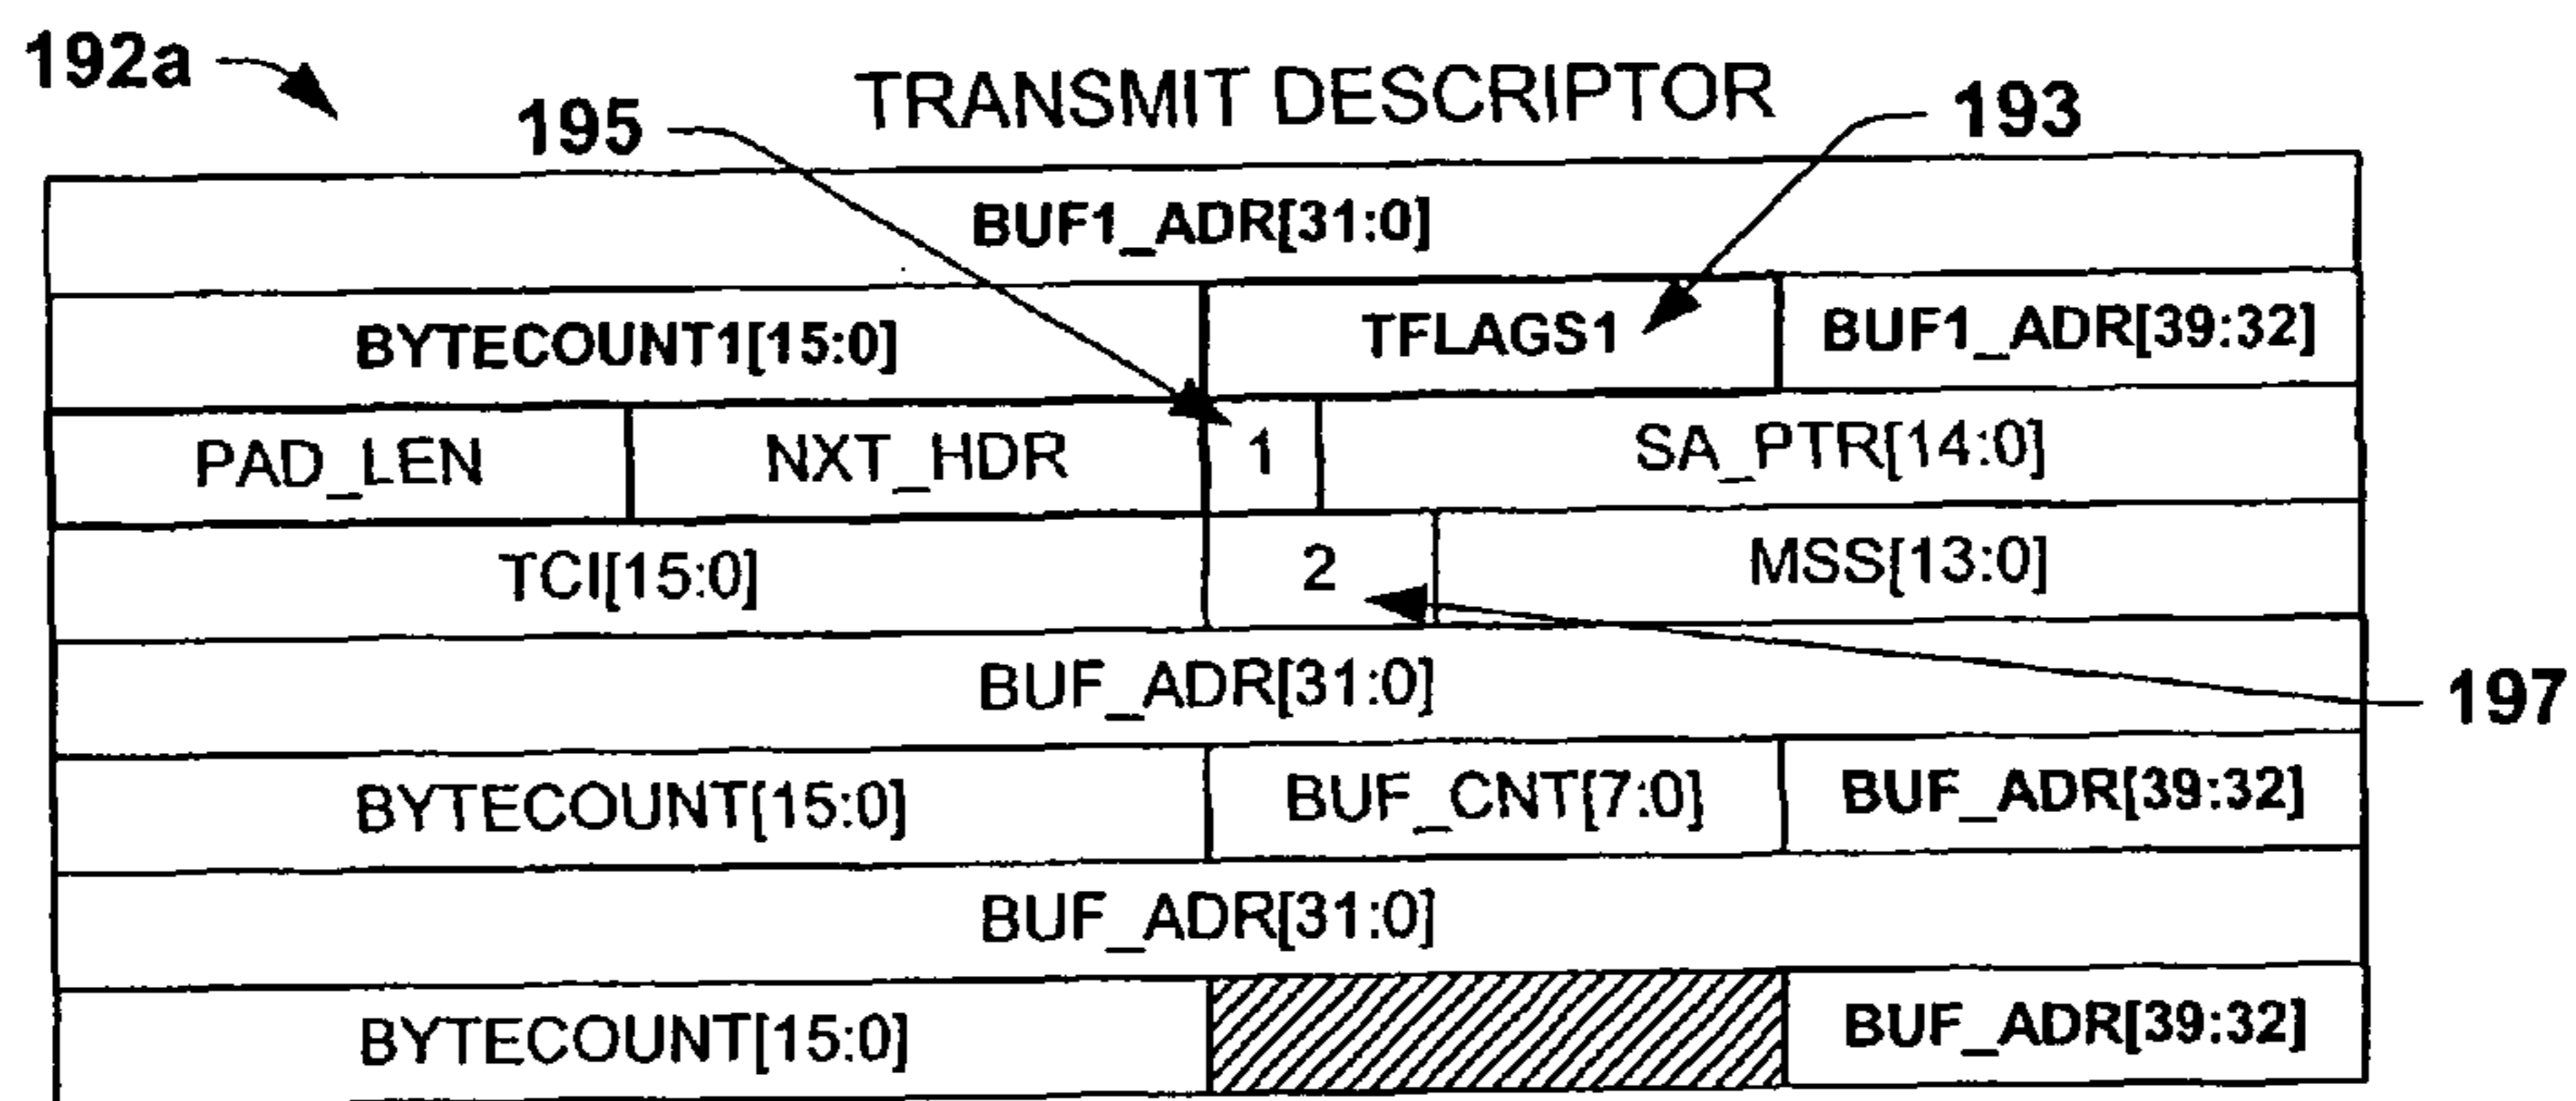 192a
TRANSMIT DESCRIPTOR
195
193
BUF1_ADR[31:0]
BYTECOUNT1[15:0] TFLAGS1 BUF1_ADR[39:32]
PAD_LEN NXT_HDR 1 SA_PTR[14:0]
TCI[15:0] 2 MSS[13:0]
BUF_ADR[31:0]
197
BYTECOUNT[15:0] BUF_CNT[7:0] BUF_ADR[39:32]
BUF_ADR[31:0]
BYTECOUNT[15:0] BUF_ADR[39:32]